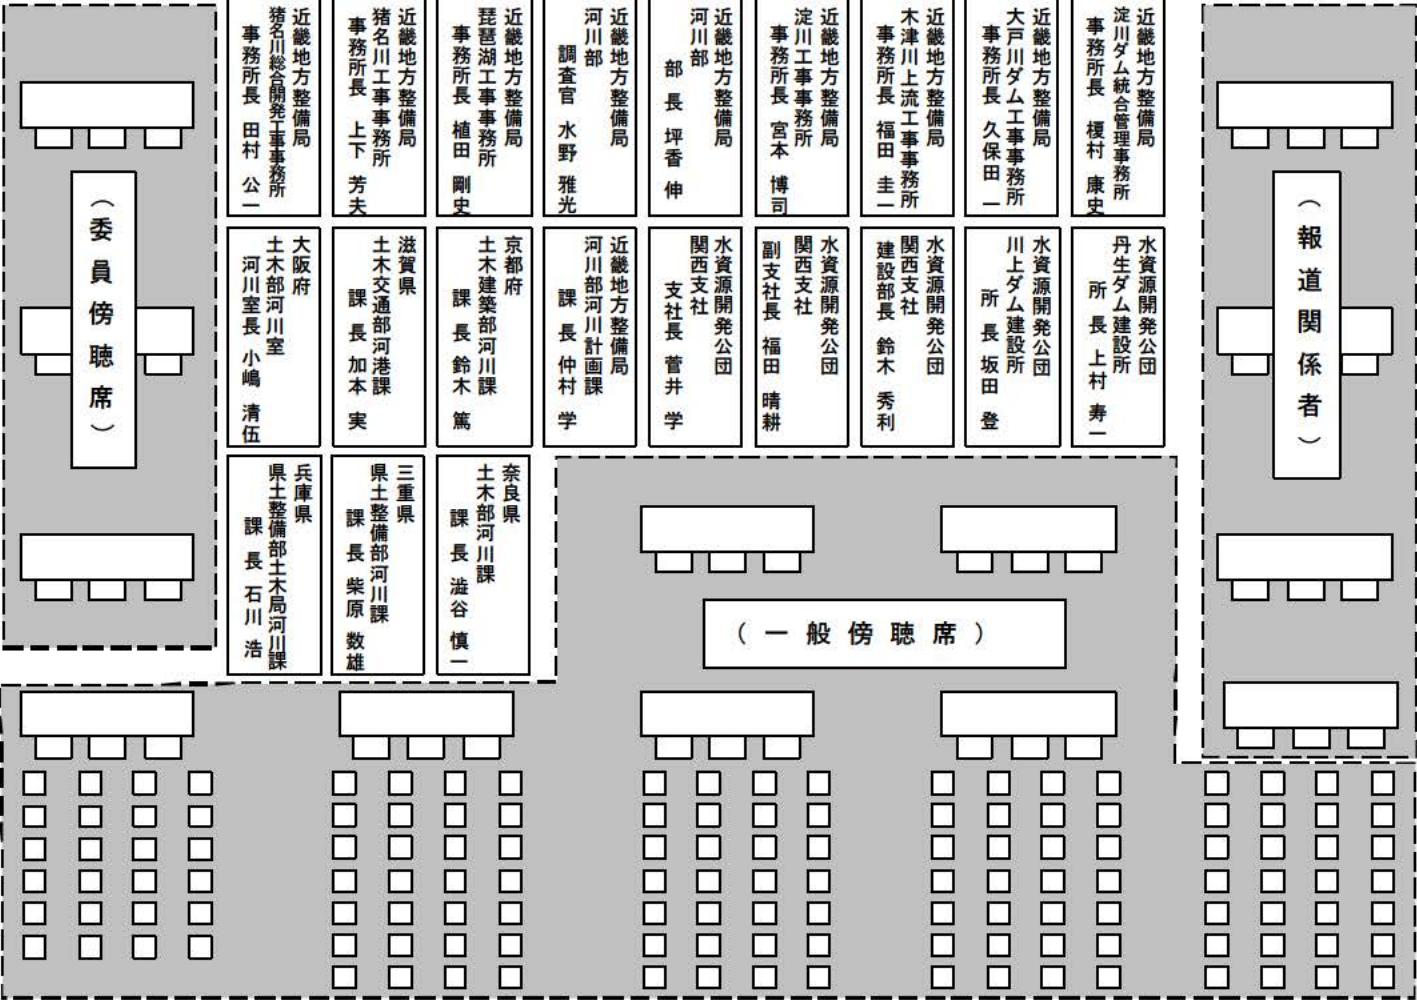 近畿地方整備局
猪名川総合開発工事事務所
事務所長 田村 公一
近畿地方整備局
猪名川工事事務所
事務所長 上下 芳夫
近畿地方整備局
琵琶湖工事事務所
事務所長 植田 剛史
近畿地方整備局
河川部
調査官 水野 雅光
近畿地方整備局
河川部
部長 坪香 伸
近畿地方整備局
淀川工事事務所
事務所長 宮本 博司
近畿地方整備局
木津川上流工事事務所
事務所長 福田 圭一
近畿地方整備局
大戸川ダム工事事務所
事務所長 久保田 一
近畿地方整備局
淀川ダム統合管理事務所
事務所長 榎村 康史
大阪府
土木部河川室
河川室長 小嶋 清伍
滋賀県
土木交通部河港課
課長 加本 実
京都府
土木建築部河川課
課長 鈴木 篤
近畿地方整備局
河川部河川計画課
課長 仲村 学
水資源開発公団
関西支社
支社長 菅井 学
水資源開発公団
関西支社
副支社長 福田 晴耕
水資源開発公団
関西支社
建設部長 鈴木 秀利
水資源開発公団
川上ダム建設所
所長 坂田 登
水資源開発公団
丹生ダム建設所
所長 上村 寿一
兵庫県
県土整備部土木局河川課
課長 石川 浩
三重県
県土整備部河川課
課長 柴原 数雄
奈良県
土木部河川課
課長 澁谷 慎一
（委員傍聴席）
（報道関係者）
（一般傍聴席）